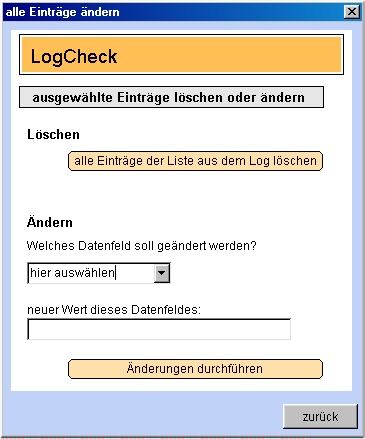 alle Einträge ändern
LogCheck
ausgewählte Einträge löschen oder ändern
Löschen
alle Einträge der Liste aus dem Log löschen
Ändern
Welches Datenfeld soll geändert werden?
hier auswählen
neuer Wert dieses Datenfeldes:
Änderungen durchführen
zurück